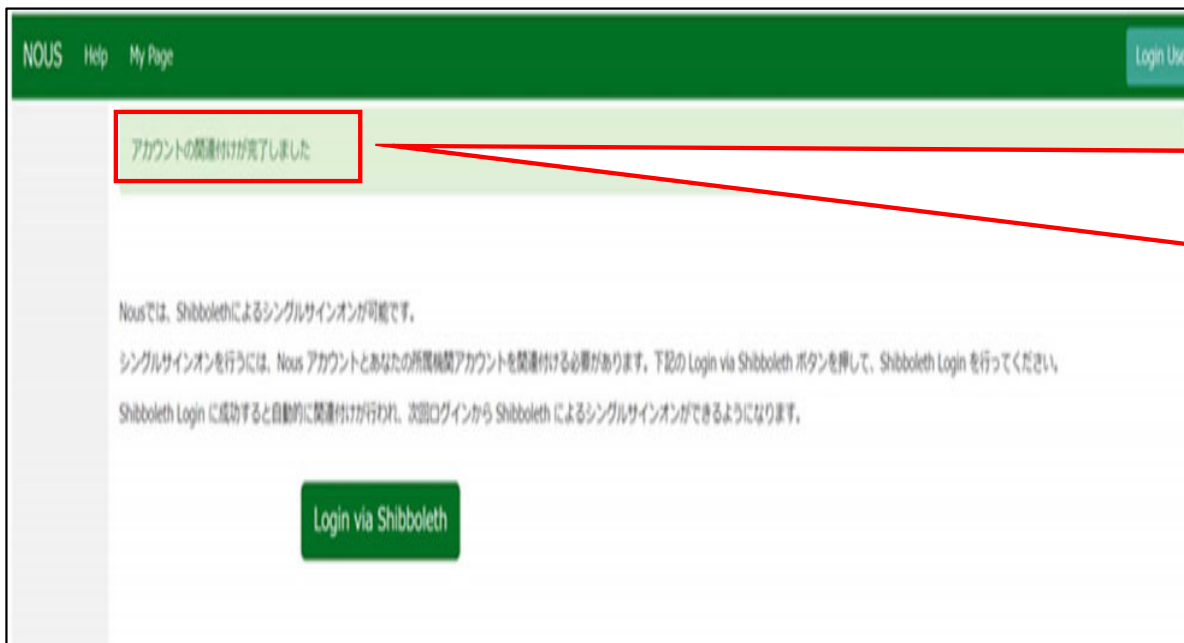 NOUS Help My Page Login Use
アカウントの関連付けが完了しました
Nousでは、Shibbolethによるシングルサインオンが可能です。
シングルサインオンを行うには、Nous アカウントとあなたの所属機関アカウントを関連付ける必要があります。下記の Login via Shibboleth ボタンを押して、Shibboleth Login を行ってください。
Shibboleth Login に成功すると自動的に関連付けが行われ、次回ログインから Shibboleth によるシングルサインオンができるようになります。
Login via Shibboleth